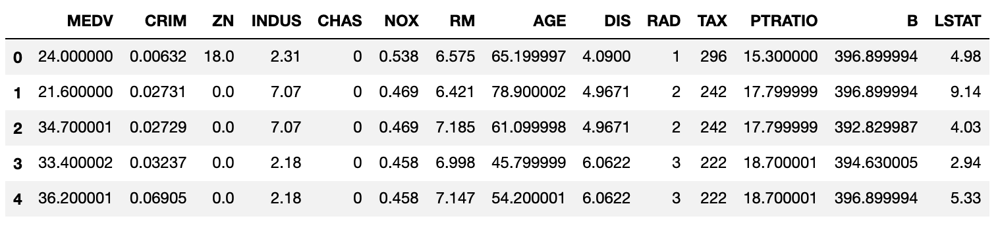 MEDV CRIM ZN INDUS CHAS NOX RM AGE DIS RAD TAX PTRATIO B LSTAT
0 24.000000 0.00632 18.0 2.31 0 0.538 6.575 65.199997 4.0900 1 296 15.300000 396.899994 4.98
1 21.600000 0.02731 0.0 7.07 0 0.469 6.421 78.900002 4.9671 2 242 17.799999 396.899994 9.14
2 34.700001 0.02729 0.0 7.07 0 0.469 7.185 61.099998 4.9671 2 242 17.799999 392.829987 4.03
3 33.400002 0.03237 0.0 2.18 0 0.458 6.998 45.799999 6.0622 3 222 18.700001 394.630005 2.94
4 36.200001 0.06905 0.0 2.18 0 0.458 7.147 54.200001 6.0622 3 222 18.700001 396.899994 5.33